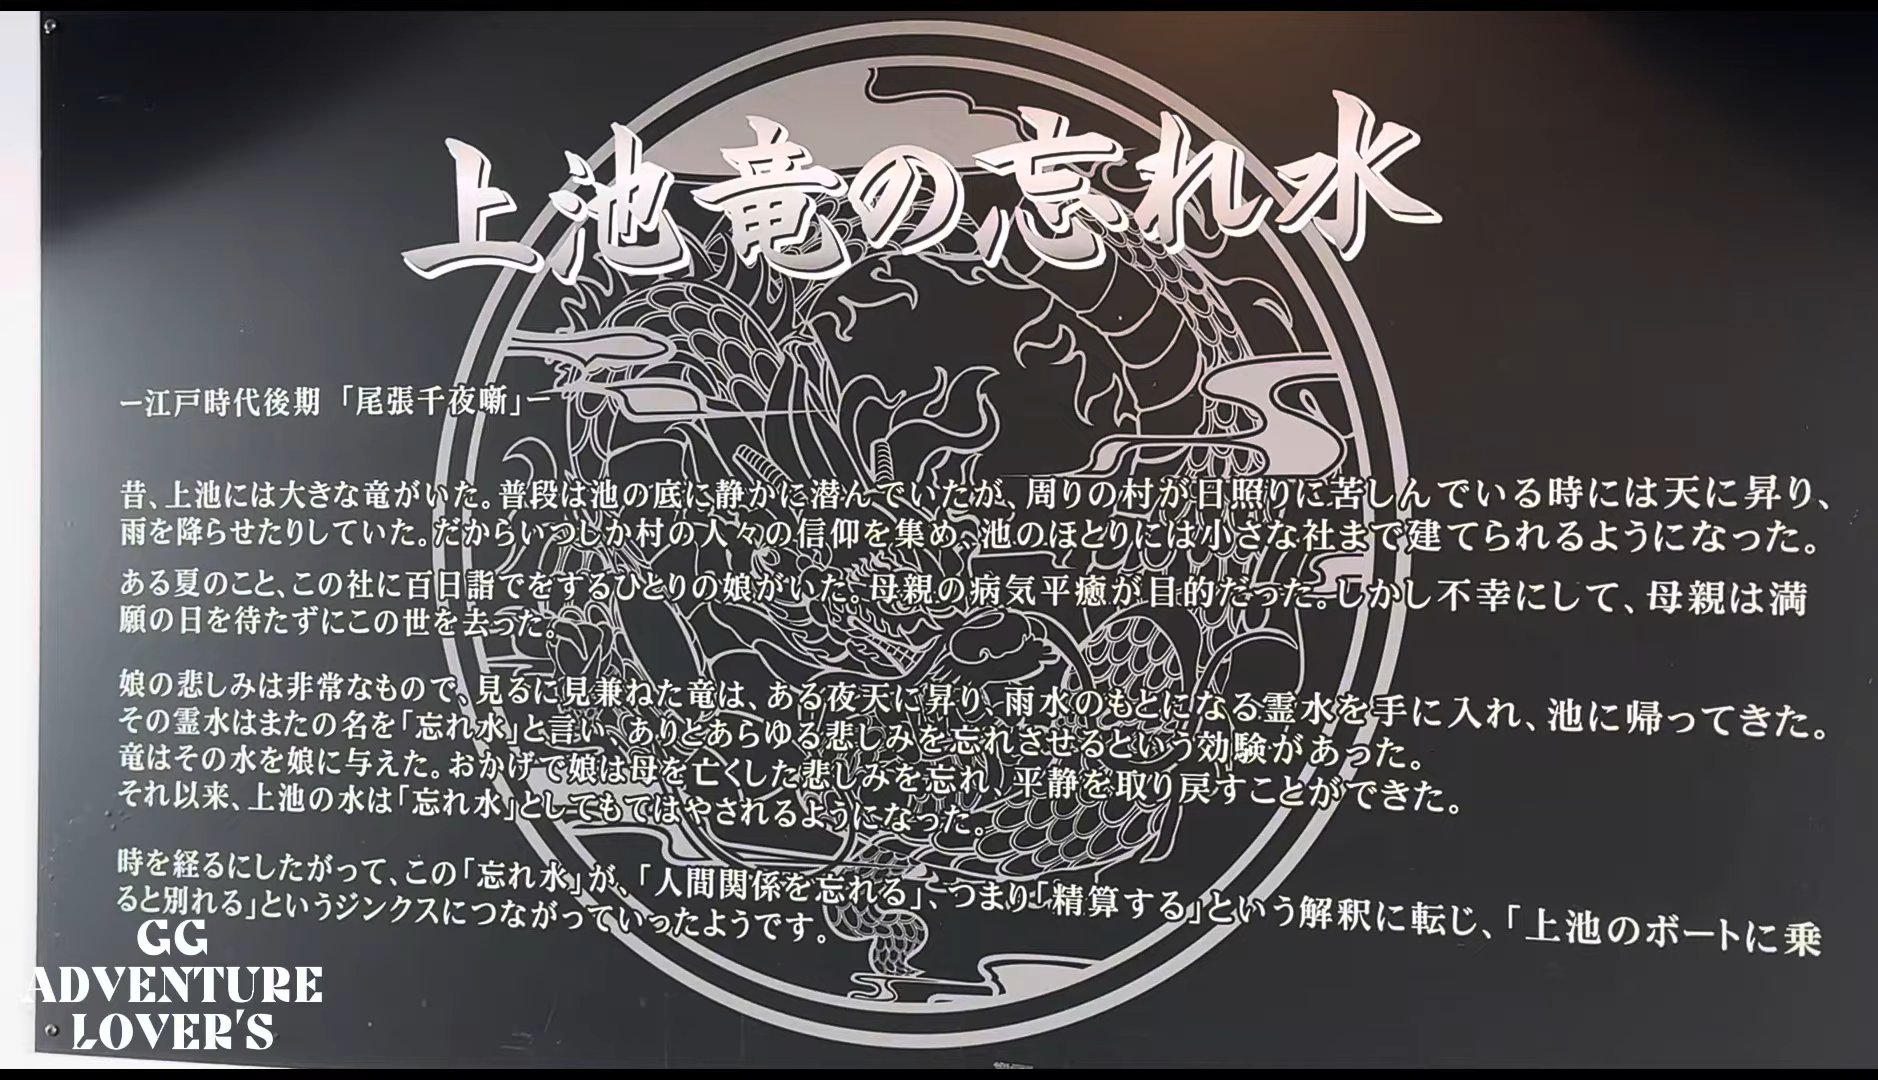 上池竜の忘れ水
ー江戸時代後期 「尾張千夜噺」ー
昔、上池には大きな竜がいた。普段は池の底に静かに潜んでいたが、周りの村が日照りに苦しんでいる時には天に昇り、
雨を降らせたりしていた。だからいつしか村の人々の信仰を集め、池のほとりには小さな社まで建てられるようになった。
ある夏のこと、この社に百日詣でをするひとりの娘がいた。母親の病気平癒が目的だった。しかし不幸にして、母親は満
願の日を待たずにこの世を去った。
娘の悲しみは非常なもので、見るに見兼ねた竜は、ある夜天に昇り、雨水のもとになる霊水を手に入れ、池に帰ってきた。
その霊水はまたの名を「忘れ水」と言い、ありとあらゆる悲しみを忘れさせるという効験があった。
竜はその水を娘に与えた。おかげで娘は母を亡くした悲しみを忘れ、平静を取り戻すことができた。
それ以来、上池の水は「忘れ水」としてもてはやされるようになった。
時を経るにしたがって、この「忘れ水」が、「人間関係を忘れる」、つまり「精算する」という解釈に転じ、「上池のボートに乗
ると別れる」というジンクスにつながっていったようです。
GG
ADVENTURE
LOVER'S